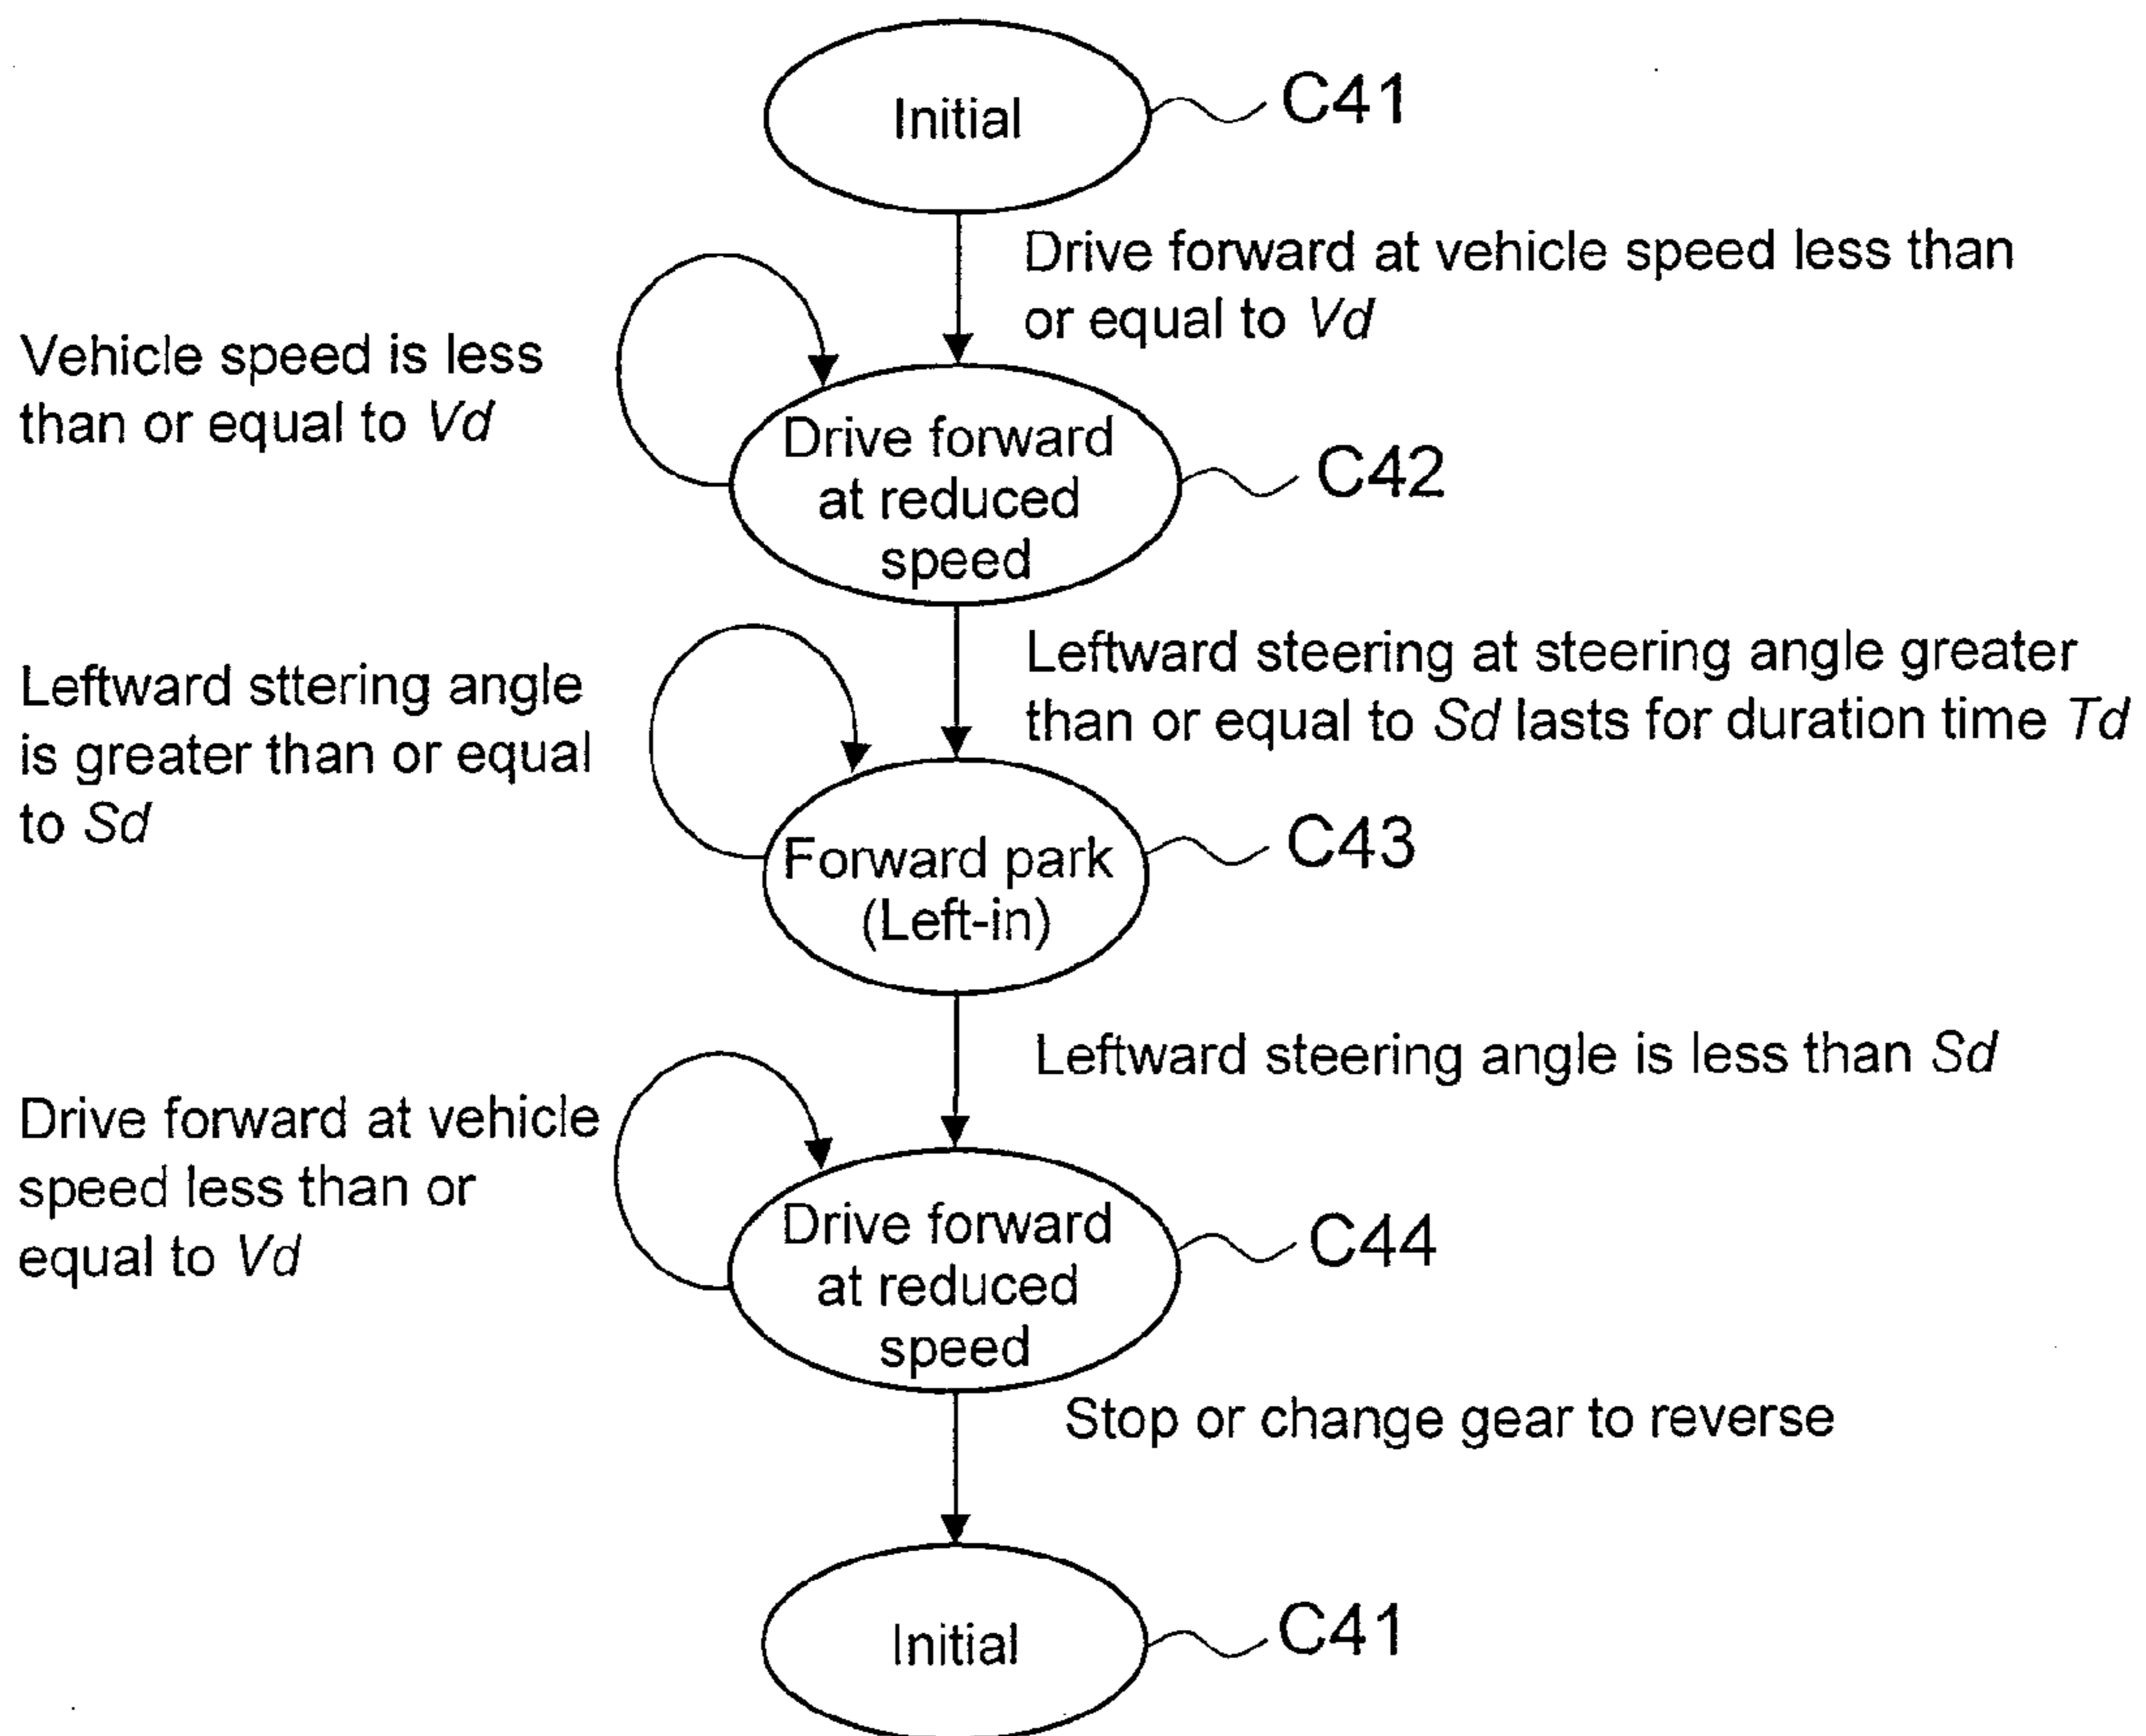 Initial
C41
Drive forward at vehicle speed less than
or equal to Vd
Vehicle speed is less
than or equal to Vd
Drive forward
at reduced
speed
C42
Leftward steering at steering angle greater
than or equal to Sd lasts for duration time Td
Leftward sttering angle
is greater than or equal
to Sd
Forward park
(Left-in)
C43
Leftward steering angle is less than Sd
Drive forward at vehicle
speed less than or
equal to Vd
Drive forward
at reduced
speed
C44
Stop or change gear to reverse
Initial
C41